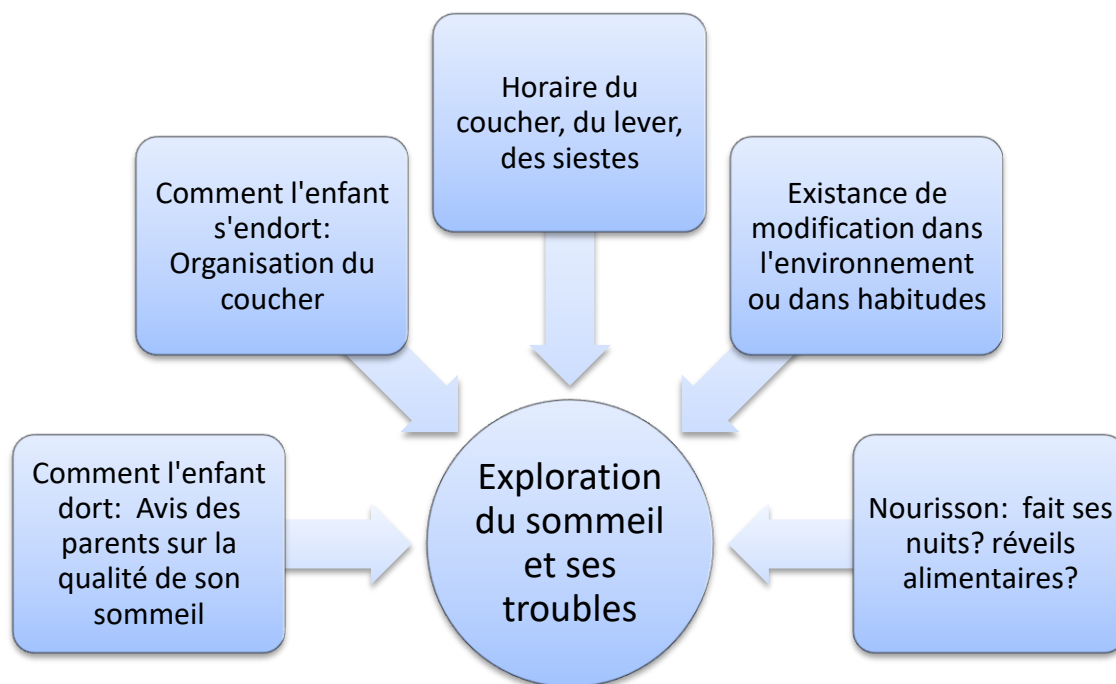 Horaire du
coucher, du lever,
des siestes
Comment l'enfant
s'endort:
Organisation du
coucher
Existance de
modification dans
l'environnement
ou dans habitudes
Comment l'enfant
dort: Avis des
parents sur la
qualité de son
sommeil
Exploration
du sommeil
et ses
troubles
Nourisson: fait ses
nuits? réveils
alimentaires?